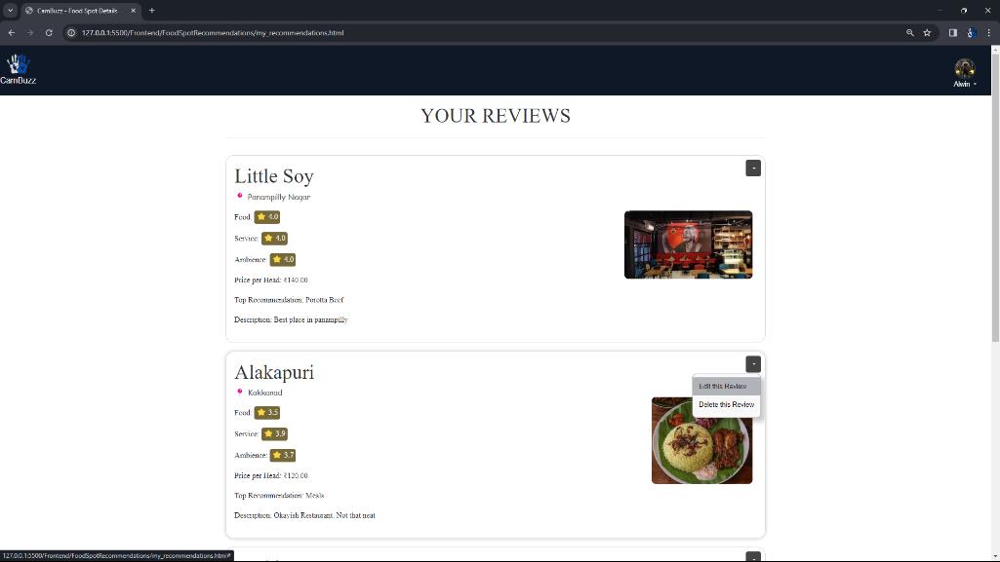 CamBuzz - Food Spot Details
127.0.0.1:5500/Frontend/FoodSpotRecommendations/my_recommendations.html
CamBuzz
Alwin
YOUR REVIEWS
Little Soy
Panampilly Nagar
Food: ⭐ 4.0
Service: ⭐ 4.0
Ambience: ⭐ 4.0
Price per Head: ₹140.00
Top Recommendation: Porotta Beef
Description: Best place in panampilly
Alakapuri
Kakkanad
Edit this Review
Delete this Review
Food: ⭐ 3.5
Service: ⭐ 3.9
Ambience: ⭐ 3.7
Price per Head: ₹120.00
Top Recommendation: Meals
Description: Okayish Restaurant. Not that neat
127.0.0.1:5500/Frontend/FoodSpotRecommendations/my_recommendations.html#